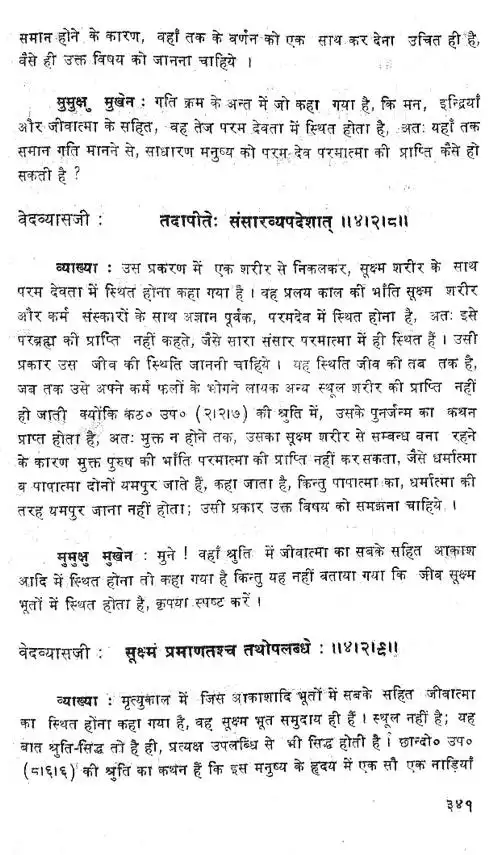 समान होने के कारण, वहाँ तक के वर्णन को एक साथ कर देना उचित ही है,
वैसे ही उक्त विषय को जानना चाहिये ।
मुमुक्षु मुखेन : गति क्रम के अन्त में जो कहा गया है, कि मन, इन्द्रियाँ
और जीवात्मा के सहित, वह तेज परम देवता में स्थित होता है, अतः यहाँ तक
समान गति मानने से, साधारण मनुष्य को परम देव परमात्मा की प्राप्ति कैसे हो
सकती है ?
वेदव्यासजी : तदापीतेः संसारव्यपदेशात् ॥४।२।८॥
व्याख्या : उस प्रकरण में एक शरीर से निकलकर, सूक्ष्म शरीर के साथ
परम देवता में स्थित होना कहा गया है । वह प्रलय काल की भाँति सूक्ष्म शरीर
और कर्म संस्कारों के साथ अज्ञान पूर्वक, परमदेव में स्थित होना है, अतः इसे
परब्रह्म की प्राप्ति नहीं कहते, जैसे सारा संसार परमात्मा में ही स्थित हैं । उसी
प्रकार उस जीव की स्थिति जाननी चाहिये । यह स्थिति जीव की तब तक है,
जब तक उसे अपने कर्म फलों के भोगने लायक अन्य स्थूल शरीर की प्राप्ति नहीं
हो जाती क्योंकि कठ० उप० (२।२।७) की श्रुति में, उसके पुनर्जन्म का कथन
प्राप्त होता है, अतः मुक्त न होने तक, उसका सूक्ष्म शरीर से सम्बन्ध बना रहने
के कारण मुक्त पुरुष की भाँति परमात्मा की प्राप्ति नहीं कर सकता, जैसे धर्मात्मा
व पापात्मा दोनों यमपुर जाते हैं, कहा जाता है, किन्तु पापात्मा का, धर्मात्मा की
तरह यमपुर जाना नहीं होता; उसी प्रकार उक्त विषय को समझना चाहिये ।
मुमुक्षु मुखेन : मुने ! वहाँ श्रुति में जीवात्मा का सबके सहित आकाश
आदि में स्थित होना तो कहा गया है किन्तु यह नहीं बताया गया कि जीव सूक्ष्म
भूतों में स्थित होता है, कृपया स्पष्ट करें ।
वेदव्यासजी : सूक्ष्मं प्रमाणतश्च तथोपलब्धे : ॥४।२।९॥
व्याख्या : मृत्युकाल में जिस आकाशादि भूतों में सबके सहित जीवात्मा
का स्थित होना कहा गया है, वह सूक्ष्म भूत समुदाय ही हैं । स्थूल नहीं है; यह
बात श्रुति-सिद्ध तो है ही, प्रत्यक्ष उपलब्धि से भी सिद्ध होती है । छान्दो० उप०
(८।६।६) की श्रुति का कथन हैं कि इस मनुष्य के हृदय में एक सौ एक नाड़ियाँ
३४१